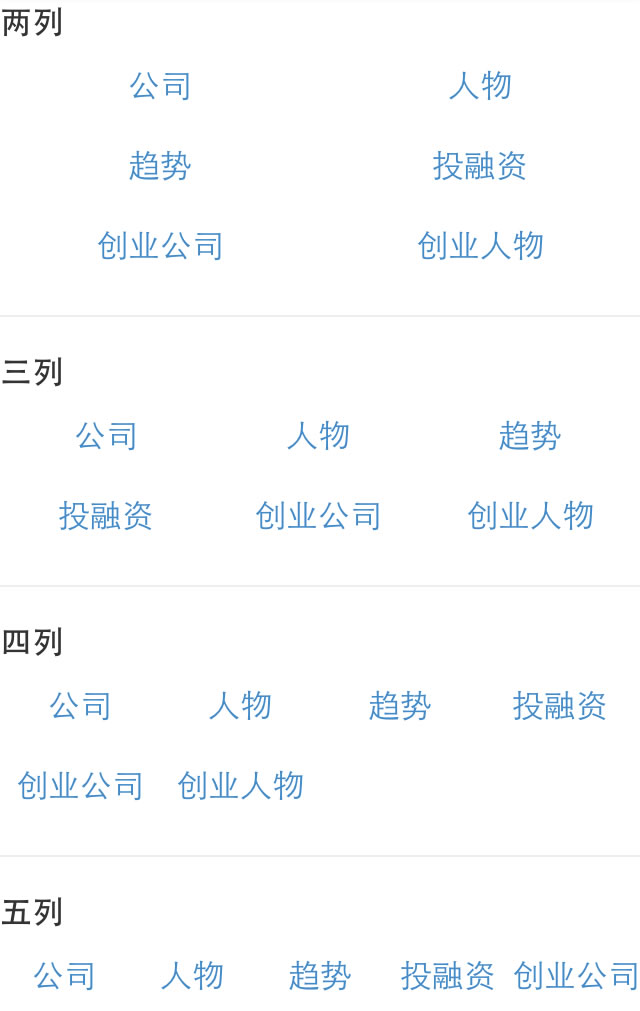 两列
公司 人物
趋势 投融资
创业公司 创业人物
三列
公司 人物 趋势
投融资 创业公司 创业人物
四列
公司 人物 趋势 投融资
创业公司 创业人物
五列
公司 人物 趋势 投融资 创业公司